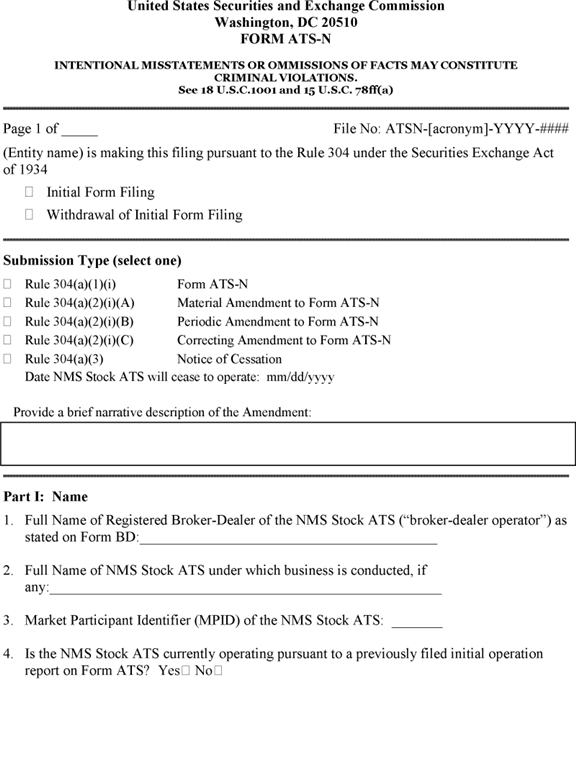 United States Securities and Exchange Commission
Washington, DC 20510
FORM ATS-N
INTENTIONAL MISSTATEMENTS OR OMMISSIONS OF FACTS MAY CONSTITUTE
CRIMINAL VIOLATIONS.
See 18 U.S.C.1001 and 15 U.S.C. 78ff(a)
Page 1 of _____ File No: ATSN-[acronym]-YYYY-####
(Entity name) is making this filing pursuant to the Rule 304 under the Securities Exchange Act
of 1934
□ Initial Form Filing
□ Withdrawal of Initial Form Filing
Submission Type (select one)
□ Rule 304(a)(1)(i) Form ATS-N
□ Rule 304(a)(2)(i)(A) Material Amendment to Form ATS-N
□ Rule 304(a)(2)(i)(B) Periodic Amendment to Form ATS-N
□ Rule 304(a)(2)(i)(C) Correcting Amendment to Form ATS-N
□ Rule 304(a)(3) Notice of Cessation
Date NMS Stock ATS will cease to operate: mm/dd/yyyy
Provide a brief narrative description of the Amendment:
Part I: Name
1. Full Name of Registered Broker-Dealer of the NMS Stock ATS (“broker-dealer operator”) as
stated on Form BD:________________________________________
2. Full Name of NMS Stock ATS under which business is conducted, if
any:_____________________________________________________
3. Market Participant Identifier (MPID) of the NMS Stock ATS: _______
4. Is the NMS Stock ATS currently operating pursuant to a previously filed initial operation
report on Form ATS? Yes□ No□